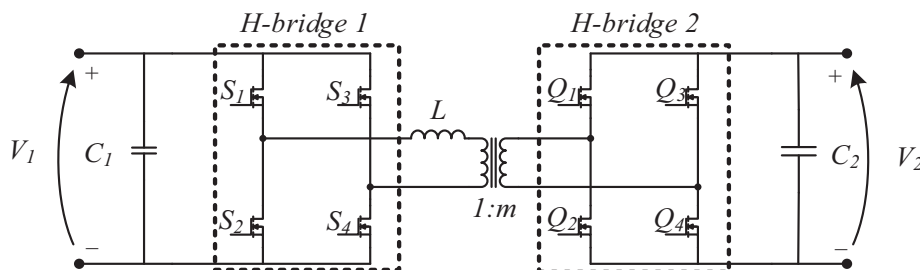 H-bridge 1
H-bridge 2
+
S1
S3
L
Q1
Q3
+
V1
C1
C2
V2
1:m
S2
S4
Q2
Q4
−
−